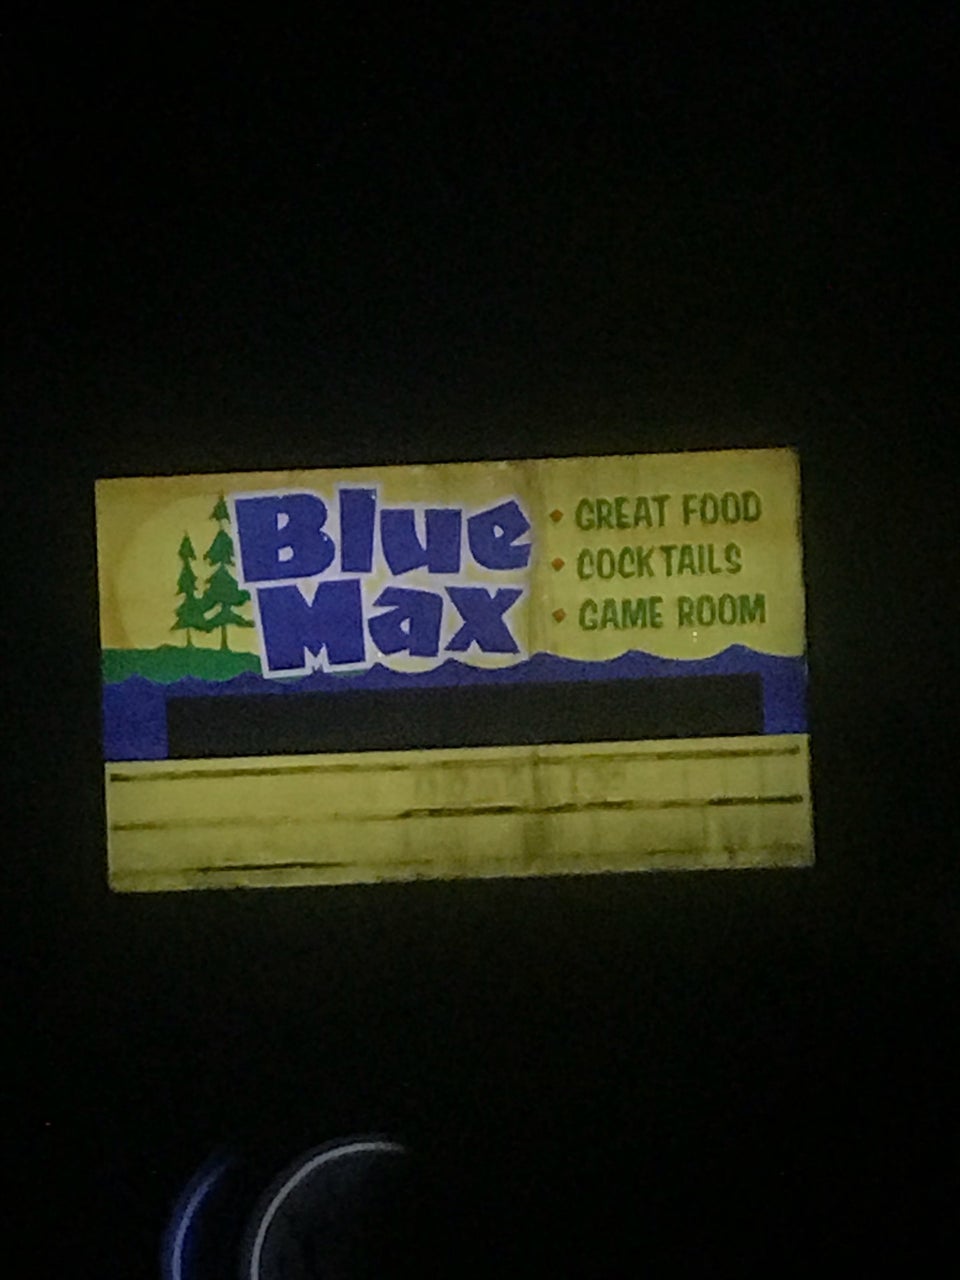 Blue
Max
GREAT FOOD
COCKTAILS
GAME ROOM